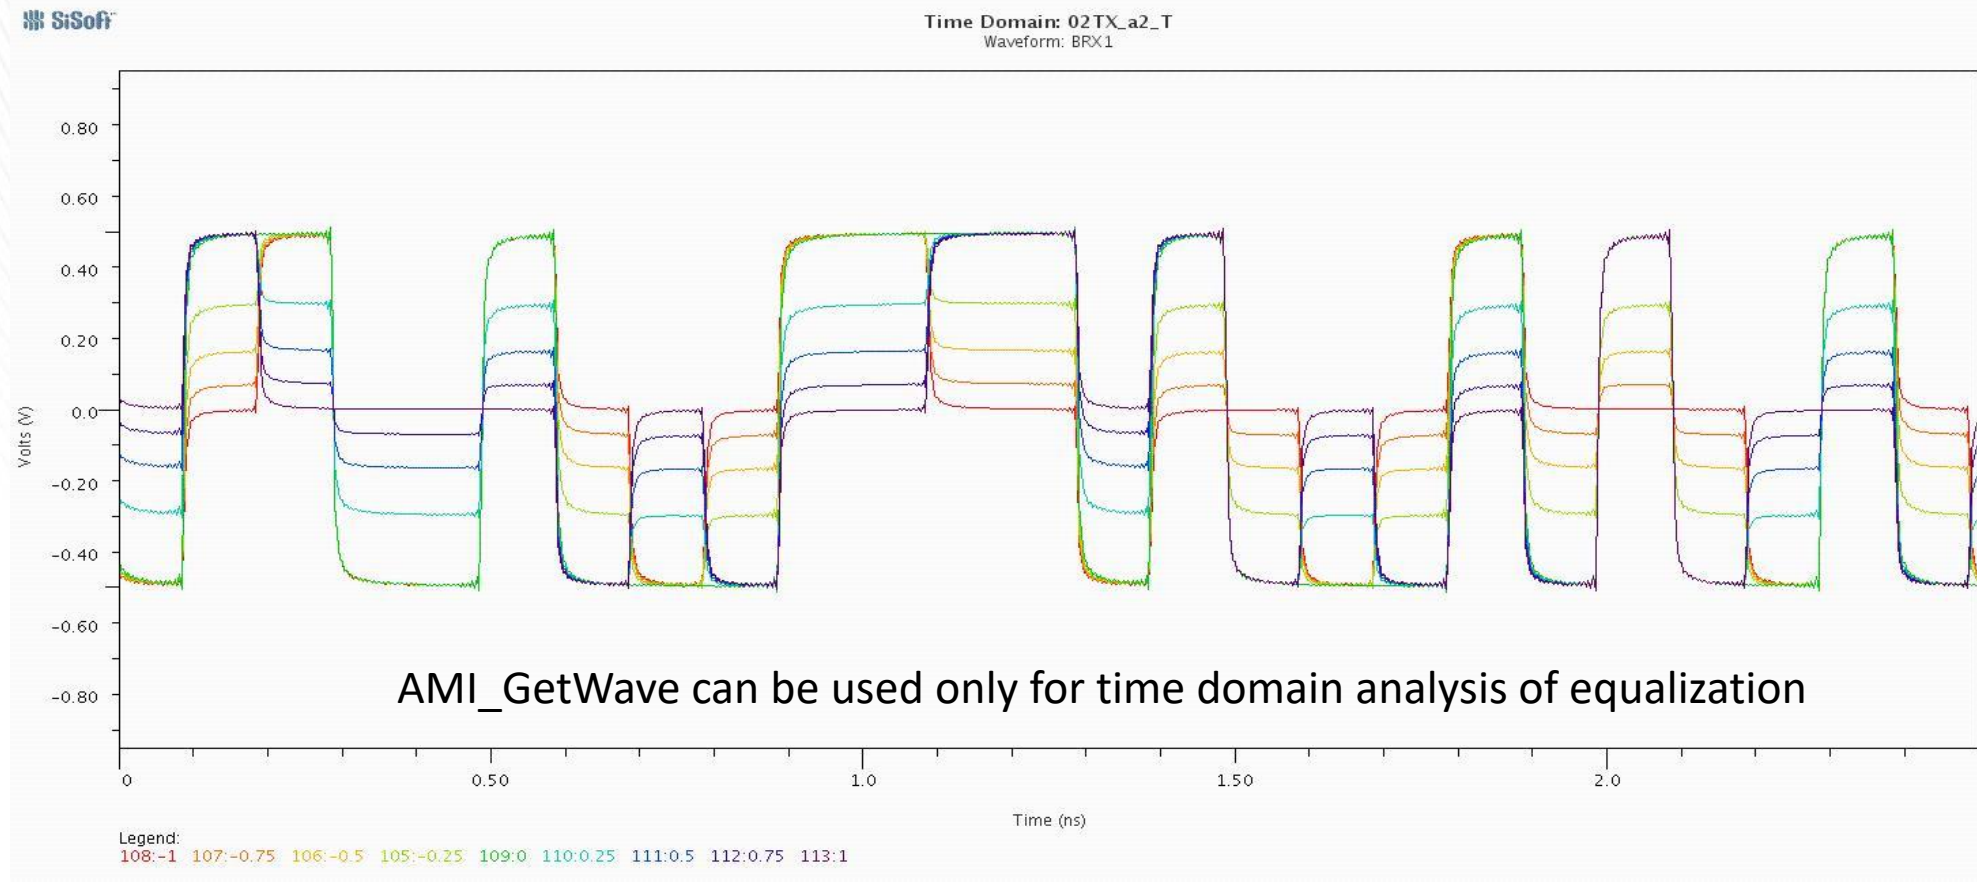 SiSoft™
Time Domain: 02TX_a2_T
Waveform: BRX1
0.80
0.60
0.40
0.20
0.0
-0.20
-0.40
-0.60
-0.80
Volts (V)
AMI_GetWave can be used only for time domain analysis of equalization
0 0.50 1.0 1.50 2.0
Time (ns)
Legend:
108:-1 107:-0.75 106:-0.5 105:-0.25 109:0 110:0.25 111:0.5 112:0.75 113:1